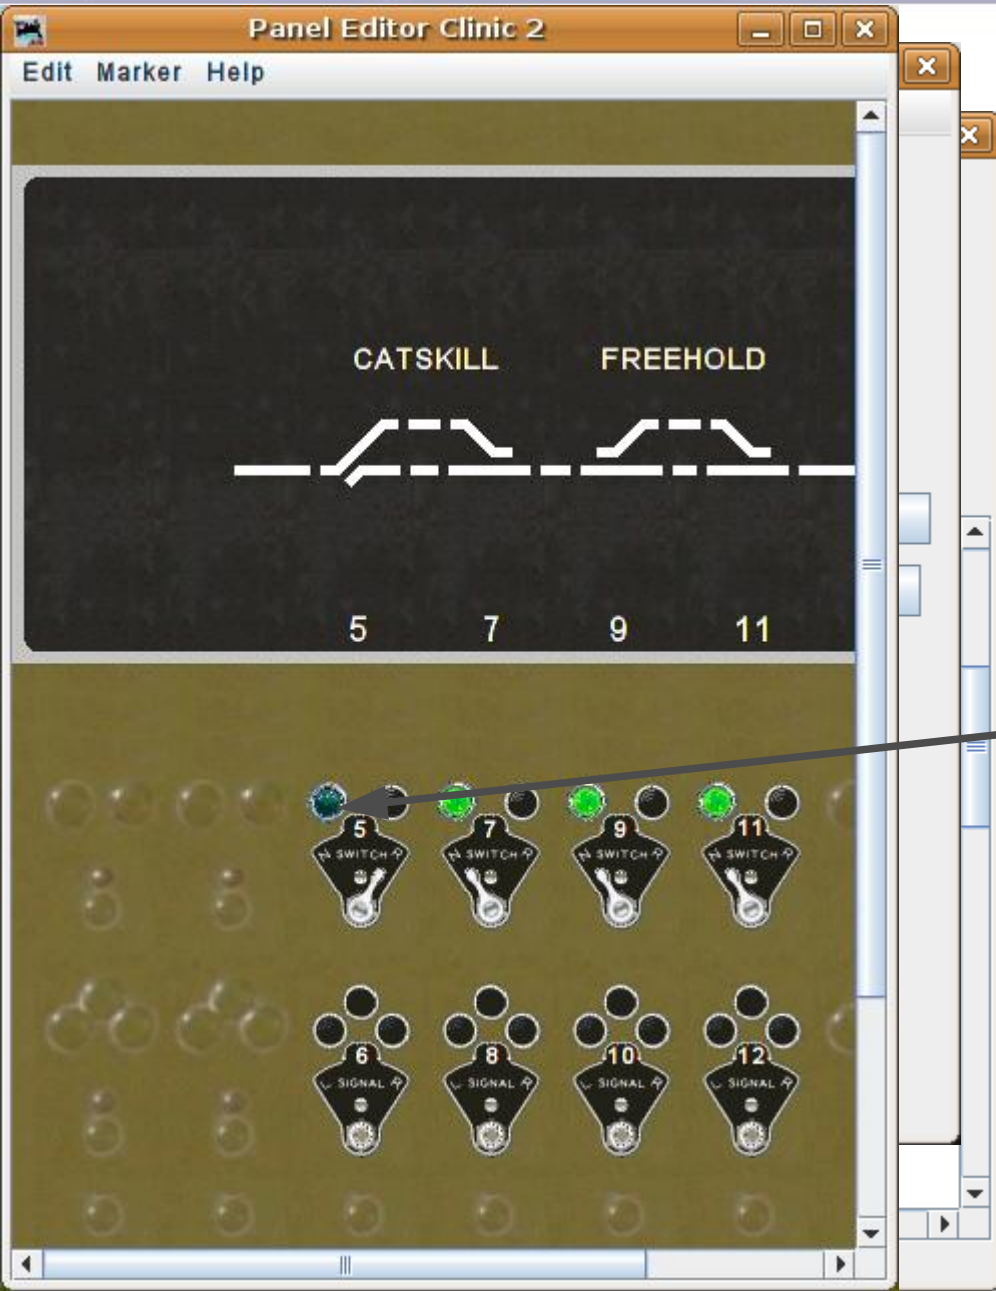 Panel Editor Clinic 2
Edit Marker Help
CATSKILL FREEHOLD
5 7 9 11
5 7 9 11
N SWITCH R N SWITCH R N SWITCH R N SWITCH R
6 8 10 12
L SIGNAL R L SIGNAL R L SIGNAL R L SIGNAL R